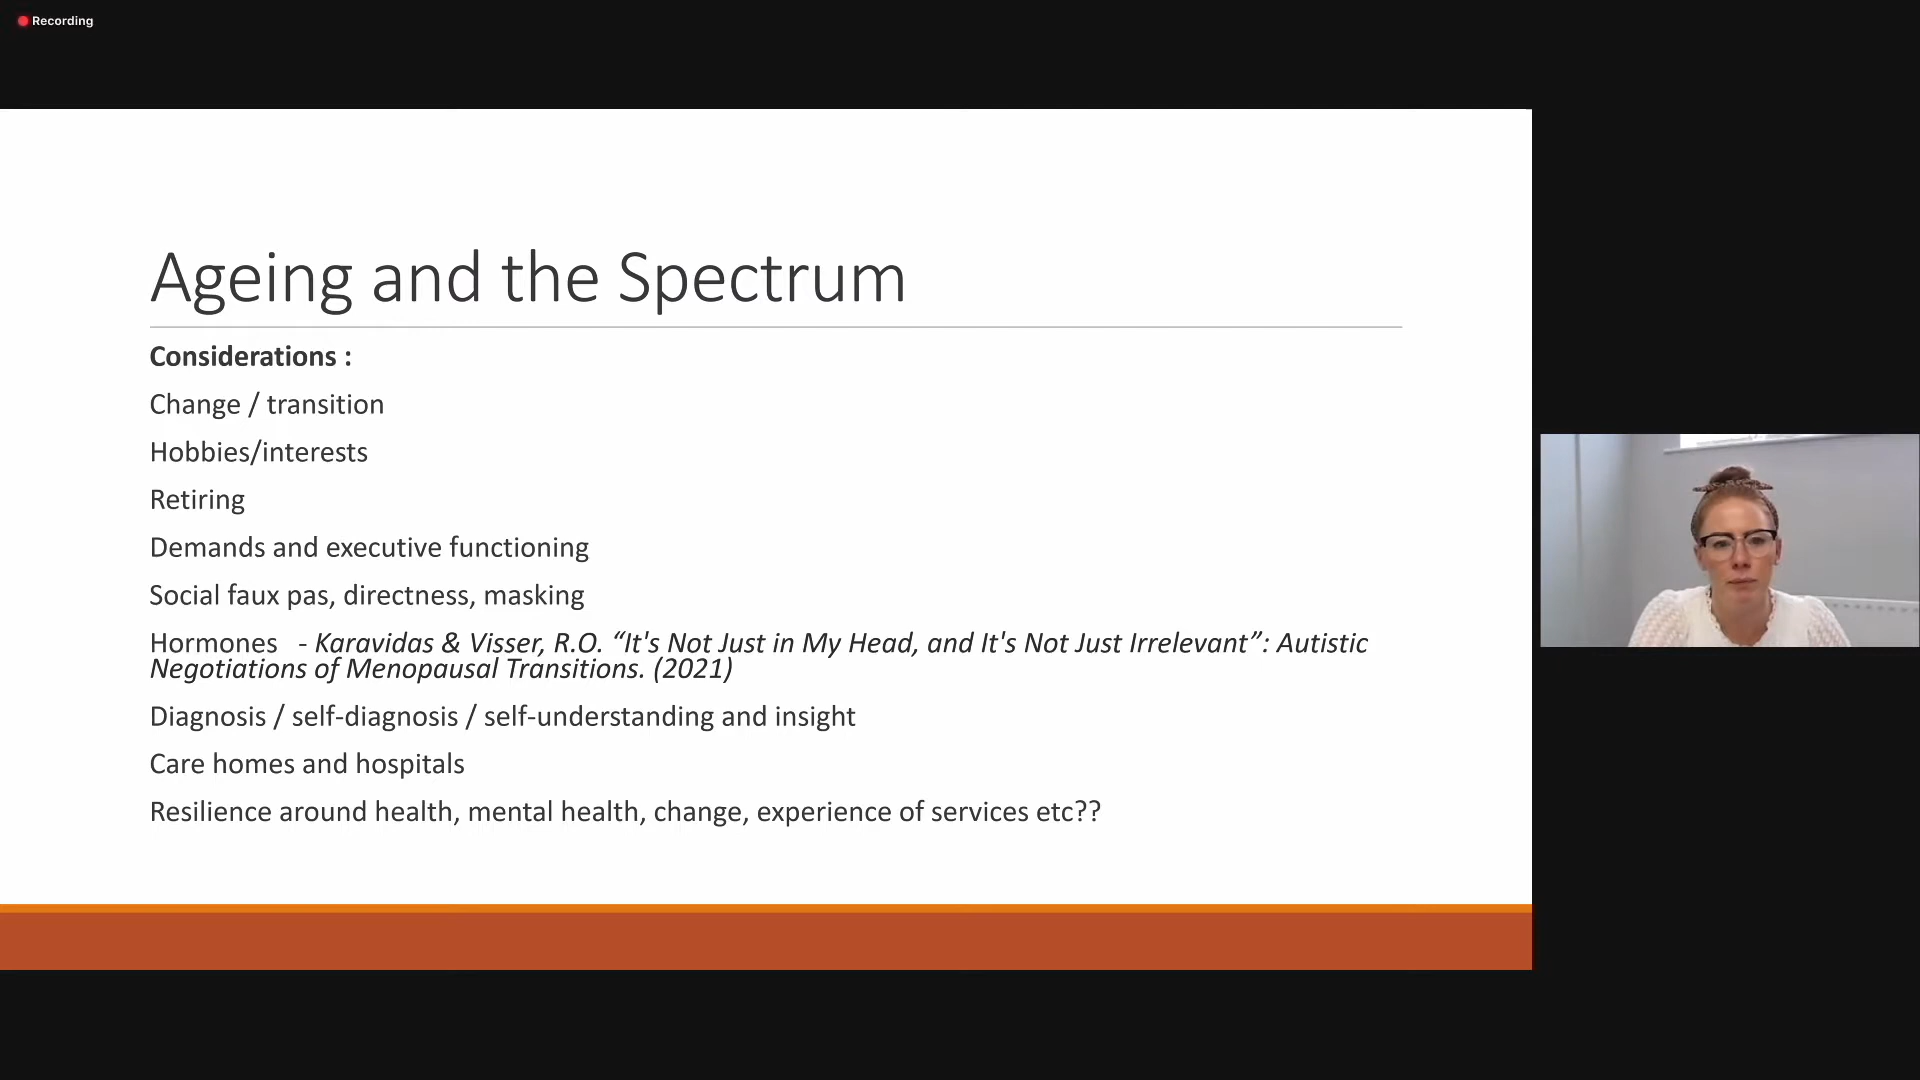 Recording
Ageing and the Spectrum
Considerations :
Change / transition
Hobbies/interests
Retiring
Demands and executive functioning
Social faux pas, directness, masking
Hormones - Karavidas & Visser, R.O. “It's Not Just in My Head, and It's Not Just Irrelevant”: Autistic
Negotiations of Menopausal Transitions. (2021)
Diagnosis / self-diagnosis / self-understanding and insight
Care homes and hospitals
Resilience around health, mental health, change, experience of services etc??